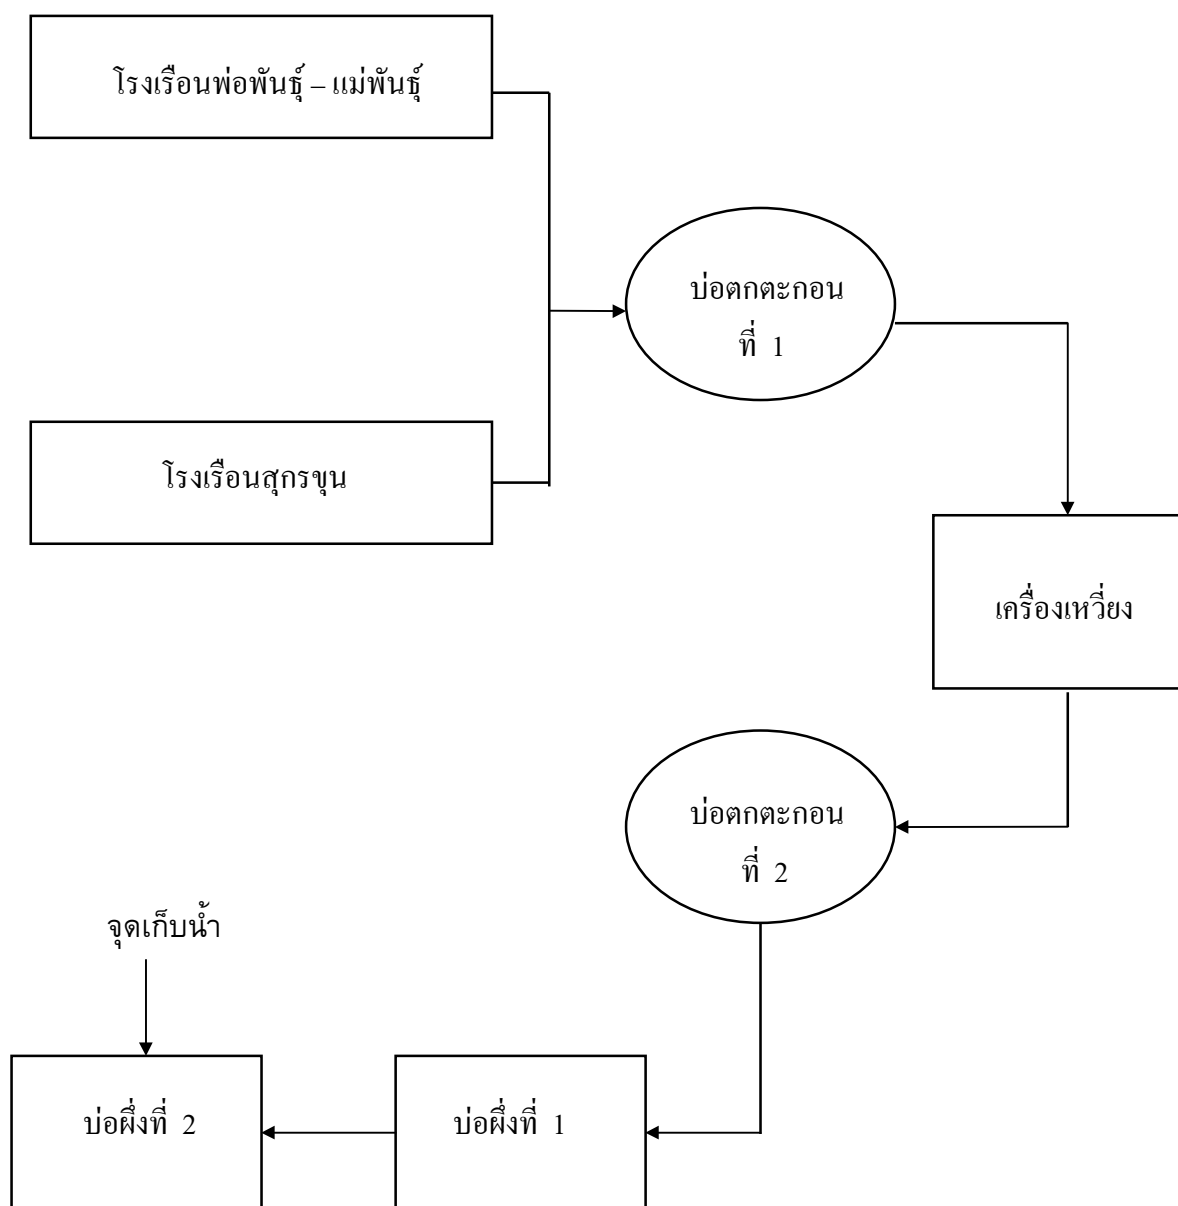 โรงเรือนพ่อพันธุ์ – แม่พันธุ์
บ่อตกตะกอน
ที่ 1
โรงเรือนสุกรขุน
เครื่องเหวี่ยง
บ่อตกตะกอน
ที่ 2
จุดเก็บน้ำ
บ่อผึ่งที่ 2
บ่อผึ่งที่ 1